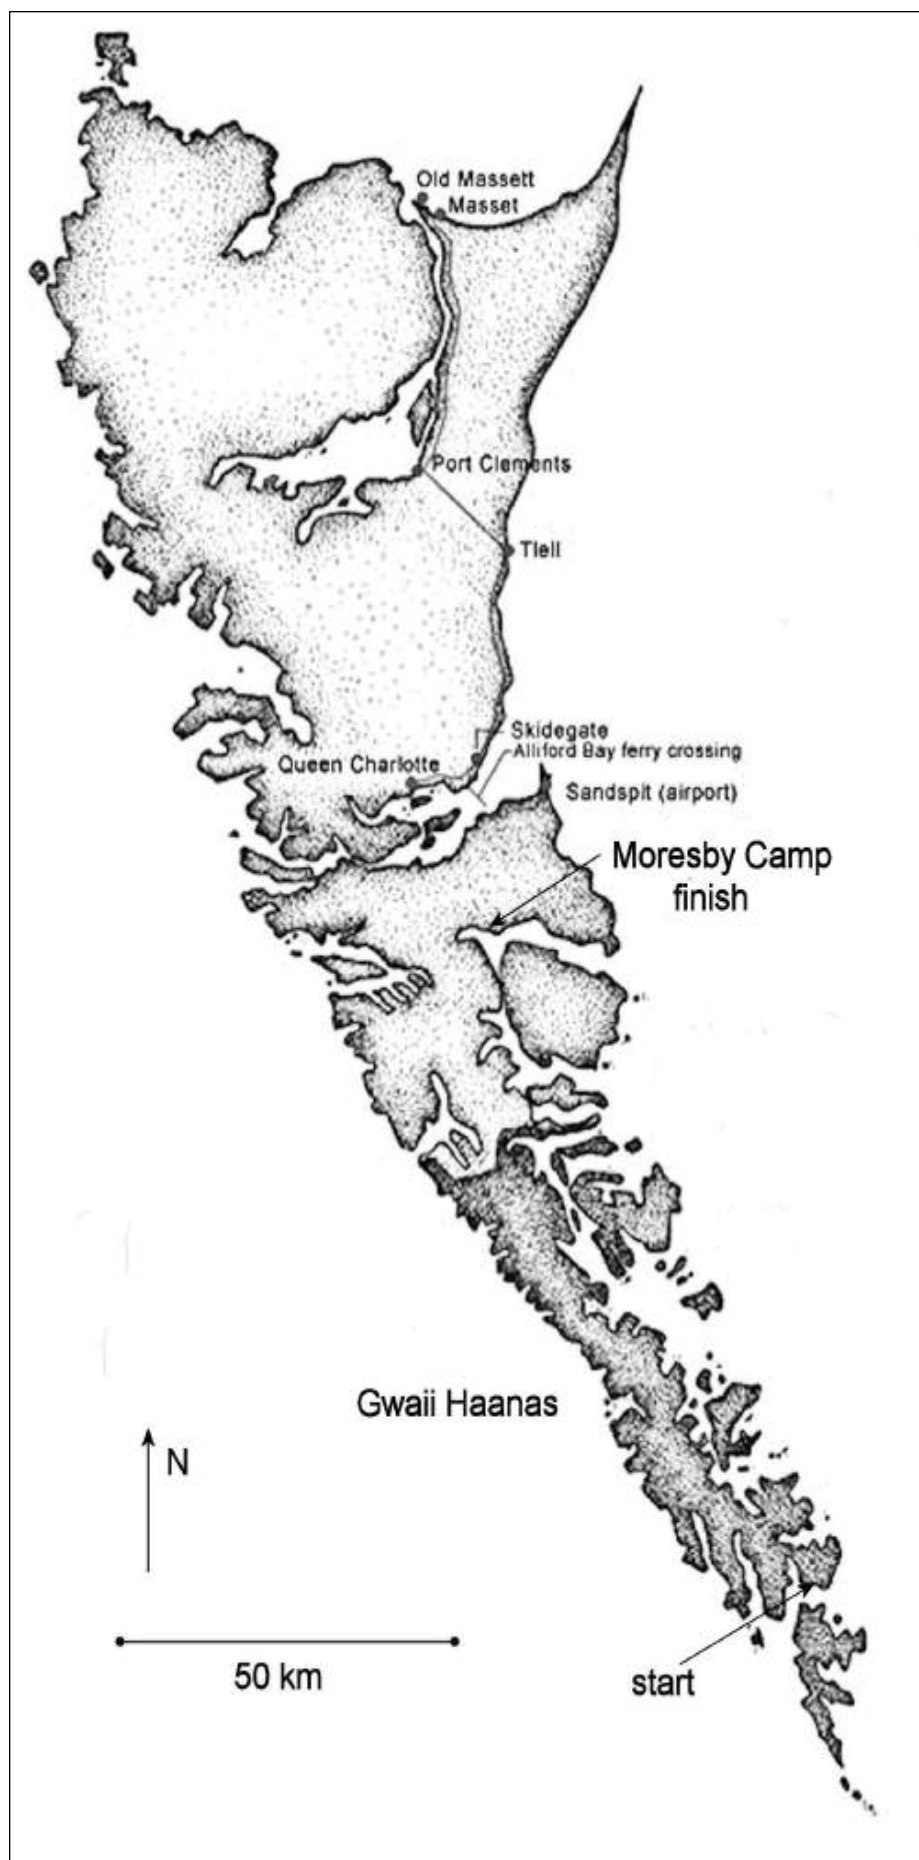 Old Massett
Masset
Port Clements
Tlell
Skidegate
Alliford Bay ferry crossing
Queen Charlotte
Sandspit (airport)
Moresby Camp
finish
Gwaii Haanas
N
50 km
start